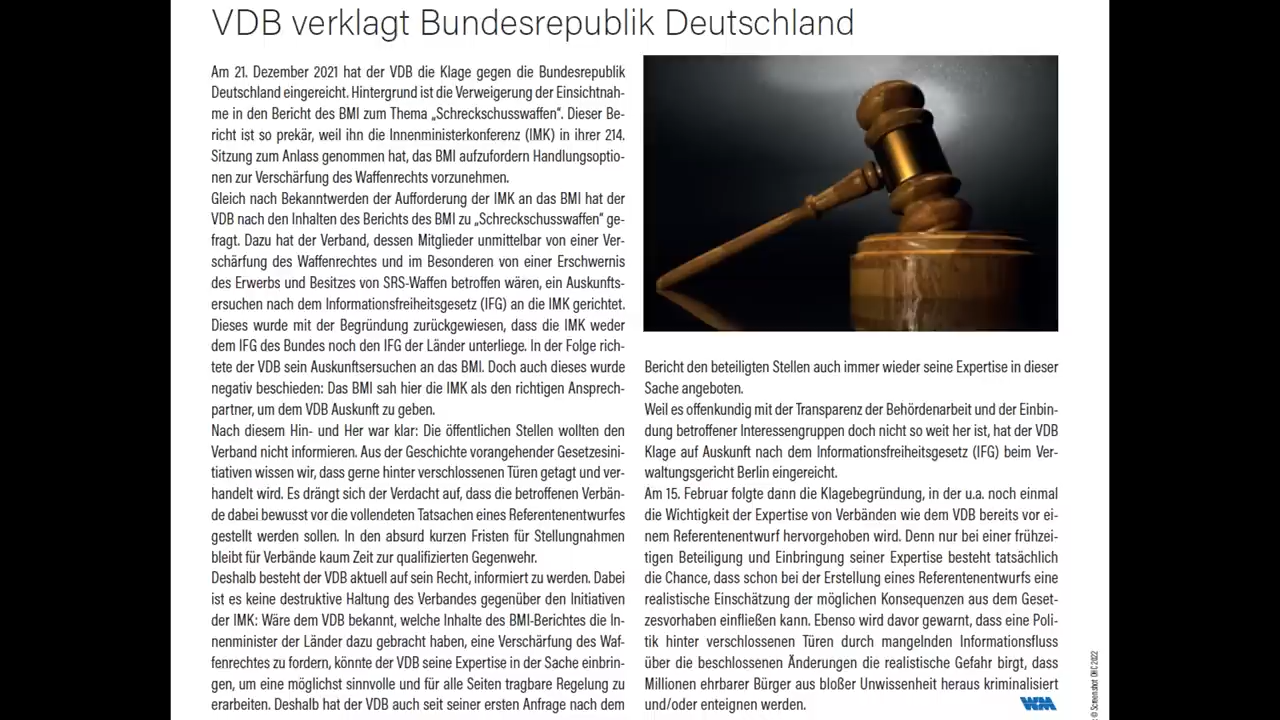 VDB verklagt Bundesrepublik Deutschland
Am 21. Dezember 2021 hat der VDB die Klage gegen die Bundesrepublik
Deutschland eingereicht. Hintergrund ist die Verweigerung der Einsichtnah-
me in den Bericht des BMI zum Thema „Schreckschusswaffen“. Dieser Be-
richt ist so prekär, weil ihn die Innenministerkonferenz (IMK) in ihrer 214.
Sitzung zum Anlass genommen hat, das BMI aufzufordern Handlungsoptio-
nen zur Verschärfung des Waffenrechts vorzunehmen.
Gleich nach Bekanntwerden der Aufforderung der IMK an das BMI hat der
VDB nach den Inhalten des Berichts des BMI zu „Schreckschusswaffen“ ge-
fragt. Dazu hat der Verband, dessen Mitglieder unmittelbar von einer Ver-
schärfung des Waffenrechtes und im Besonderen von einer Erschwernis
des Erwerbs und Besitzes von SRS-Waffen betroffen wären, ein Auskunfts-
ersuchen nach dem Informationsfreiheitsgesetz (IFG) an die IMK gerichtet.
Dieses wurde mit der Begründung zurückgewiesen, dass die IMK weder
dem IFG des Bundes noch den IFG der Länder unterliege. In der Folge rich-
tete der VDB sein Auskunftsersuchen an das BMI. Doch auch dieses wurde
negativ beschieden: Das BMI sah hier die IMK als den richtigen Ansprech-
partner, um dem VDB Auskunft zu geben.
Nach diesem Hin- und Her war klar: Die öffentlichen Stellen wollten den
Verband nicht informieren. Aus der Geschichte vorangehender Gesetzesini-
tiativen wissen wir, dass gerne hinter verschlossenen Türen getagt und ver-
handelt wird. Es drängt sich der Verdacht auf, dass die betroffenen Verbän-
de dabei bewusst vor die vollendeten Tatsachen eines Referentenentwurfes
gestellt werden sollen. In den absurd kurzen Fristen für Stellungnahmen
bleibt für Verbände kaum Zeit zur qualifizierten Gegenwehr.
Deshalb besteht der VDB aktuell auf sein Recht, informiert zu werden. Dabei
ist es keine destruktive Haltung des Verbandes gegenüber den Initiativen
der IMK: Wäre dem VDB bekannt, welche Inhalte des BMI-Berichtes die In-
nenminister der Länder dazu gebracht haben, eine Verschärfung des Waf-
fenrechtes zu fordern, könnte der VDB seine Expertise in der Sache einbrin-
gen, um eine möglichst sinnvolle und für alle Seiten tragbare Regelung zu
erarbeiten. Deshalb hat der VDB auch seit seiner ersten Anfrage nach dem
Bericht den beteiligten Stellen auch immer wieder seine Expertise in dieser
Sache angeboten.
Weil es offenkundig mit der Transparenz der Behördenarbeit und der Einbin-
dung betroffener Interessengruppen doch nicht so weit her ist, hat der VDB
Klage auf Auskunft nach dem Informationsfreiheitsgesetz (IFG) beim Ver-
waltungsgericht Berlin eingereicht.
Am 15. Februar folgte dann die Klagebegründung, in der u.a. noch einmal
die Wichtigkeit der Expertise von Verbänden wie dem VDB bereits vor ei-
nem Referentenentwurf hervorgehoben wird. Denn nur bei einer frühzei-
tigen Beteiligung und Einbringung seiner Expertise besteht tatsächlich
die Chance, dass schon bei der Erstellung eines Referentenentwurfs eine
realistische Einschätzung der möglichen Konsequenzen aus dem Geset-
zesvorhaben einfließen kann. Ebenso wird davor gewarnt, dass eine Poli-
tik hinter verschlossenen Türen durch mangelnden Informationsfluss
über die beschlossenen Änderungen die realistische Gefahr birgt, dass
Millionen ehrbarer Bürger aus bloßer Unwissenheit heraus kriminalisiert
und/oder enteignen werden.
WM
© Screenshot OHC 2022